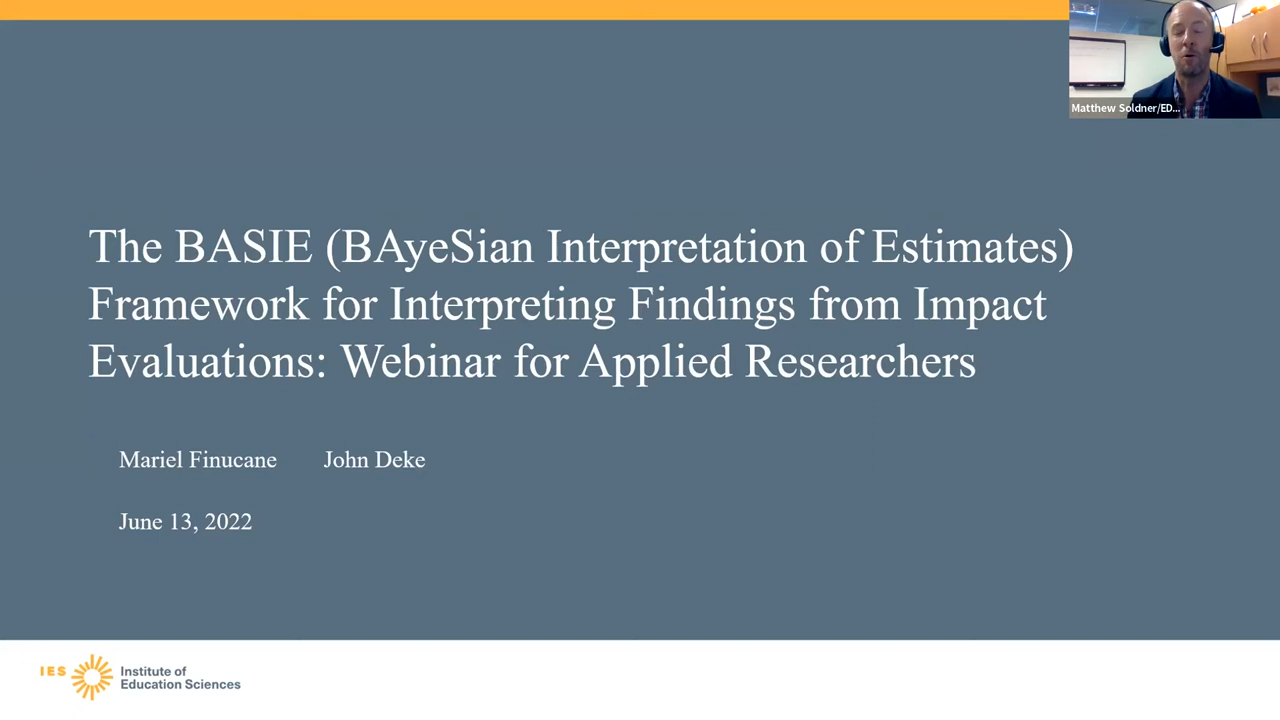 Matthew Soldner/ED...
The BASIE (BAyeSian Interpretation of Estimates)
Framework for Interpreting Findings from Impact
Evaluations: Webinar for Applied Researchers
Mariel Finucane John Deke
June 13, 2022
IES Institute of
Education Sciences